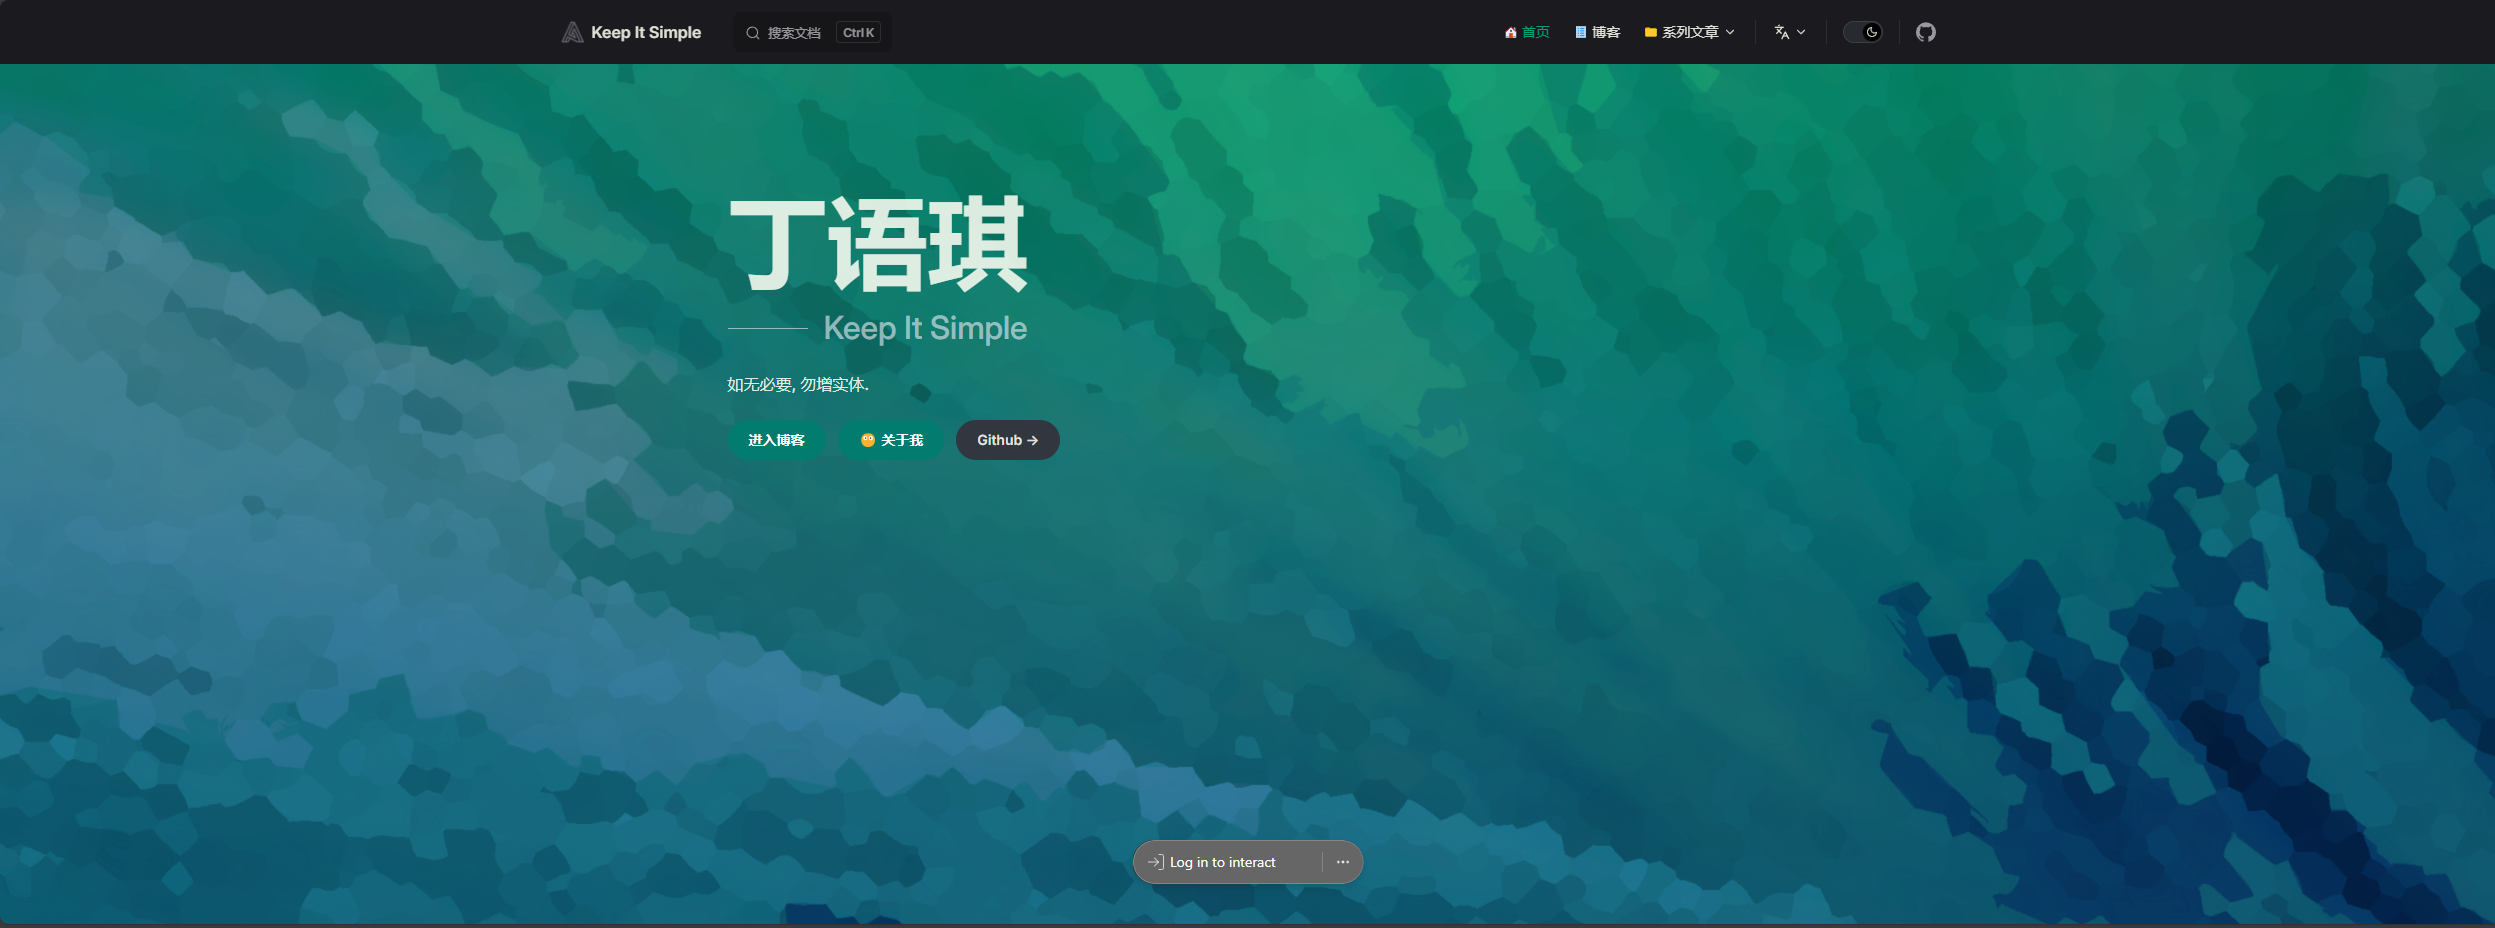 Keep It Simple
搜索文档 Ctrl K
首页 博客 系列文章
丁语琪
Keep It Simple
如无必要, 勿增实体.
进入博客 关于我 Github →
Log in to interact